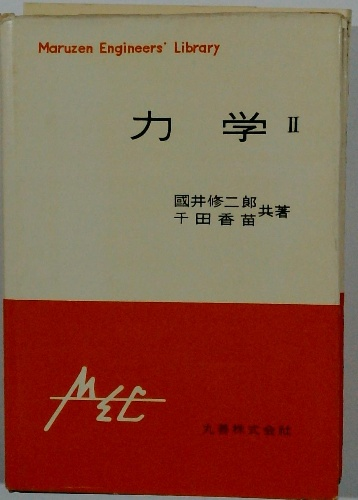 Maruzen Engineers' Library
力学 II
國井修二郎
千田香苗
共著
MEL
丸善株式会社